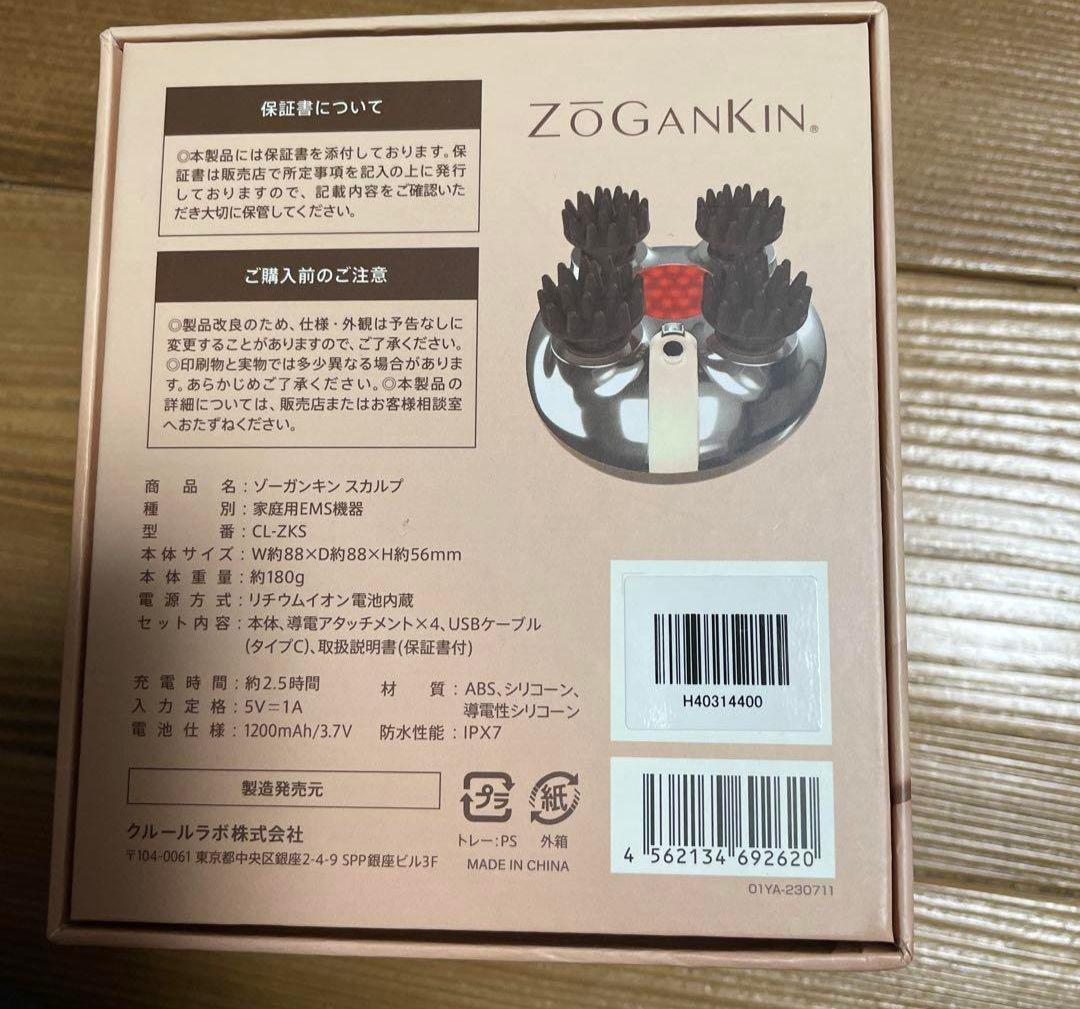 保証書について
◎本製品には保証書を添付しております。保
証書は販売店で所定事項を記入の上に発行
しておりますので、記載内容をご確認いた
だき大切に保管してください。
ご購入前のご注意
◎製品改良のため、仕様・外観は予告なしに
変更することがありますので、ご了承ください。
◎印刷物と実物では多少異なる場合がありま
す。あらかじめご了承ください。◎本製品の
詳細については、販売店またはお客様相談室
へおたずねください。
ZōGANKIN®
商品名:ゾーガンキン スカルプ
種別:家庭用EMS機器
型番:CL-ZKS
本体サイズ:W約88×D約88×H約56mm
本体重量:約180g
電源方式:リチウムイオン電池内蔵
セット内容:本体、導電アタッチメント×4、USBケーブル
(タイプC)、取扱説明書(保証書付)
充電時間:約2.5時間
入力定格:5V=1A
電池仕様:1200mAh/3.7V
材質:ABS、シリコーン、
導電性シリコーン
防水性能:IPX7
製造発売元
クルールラボ株式会社
〒104-0061 東京都中央区銀座2-4-9 SPP銀座ビル3F
プラ
トレー:PS
紙
外箱
MADE IN CHINA
H40314400
4 562134 692620
01YA-230711